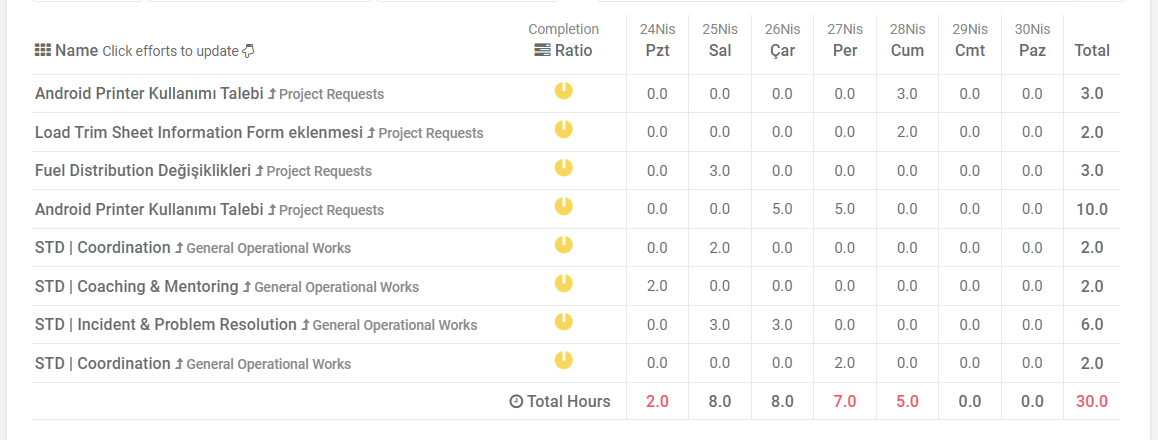 Completion 24Nis 25Sal 26Nis 27Nis 28Nis 29Nis 30Nis
Name Click efforts to update Ratio Pzt Sal Çar Per Cum Cmt Paz Total
Android Printer Kullanımı Talebi Project Requests 0.0 0.0 0.0 0.0 3.0 0.0 0.0 3.0
Load Trim Sheet Information Form eklenmesi Project Requests 0.0 0.0 0.0 0.0 2.0 0.0 0.0 2.0
Fuel Distribution Değişiklikleri Project Requests 0.0 3.0 0.0 0.0 0.0 0.0 0.0 3.0
Android Printer Kullanımı Talebi Project Requests 0.0 0.0 5.0 5.0 0.0 0.0 0.0 10.0
STD | Coordination General Operational Works 0.0 2.0 0.0 0.0 0.0 0.0 0.0 2.0
STD | Coaching & Mentoring General Operational Works 2.0 0.0 0.0 0.0 0.0 0.0 0.0 2.0
STD | Incident & Problem Resolution General Operational Works 0.0 3.0 3.0 0.0 0.0 0.0 0.0 6.0
STD | Coordination General Operational Works 0.0 0.0 0.0 2.0 0.0 0.0 0.0 2.0
Total Hours 2.0 8.0 8.0 7.0 5.0 0.0 0.0 30.0